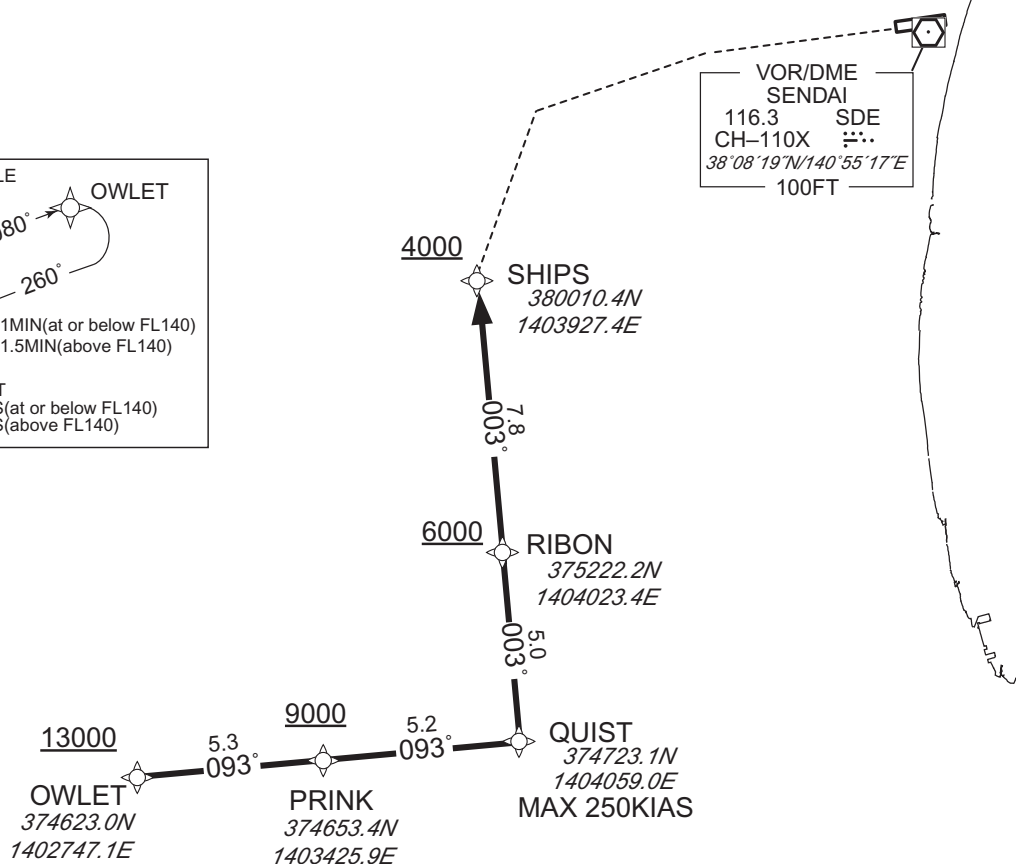 VOR/DME
SENDAI
116.3 SDE
CH–110X
38°08´19˝N/140°55´17˝E
100FT
OWLET
260°
1MIN(at or below FL140)
1.5MIN(above FL140)
(at or below FL140)
(above FL140)
4000
SHIPS
380010.4N
1403927.4E
7.8
003°
6000
RIBON
375222.2N
1404023.4E
5.0
003°
QUIST
374723.1N
1404059.0E
MAX 250KIAS
5.2
093°
9000
PRINK
374653.4N
1403425.9E
5.3
093°
13000
OWLET
374623.0N
1402747.1E